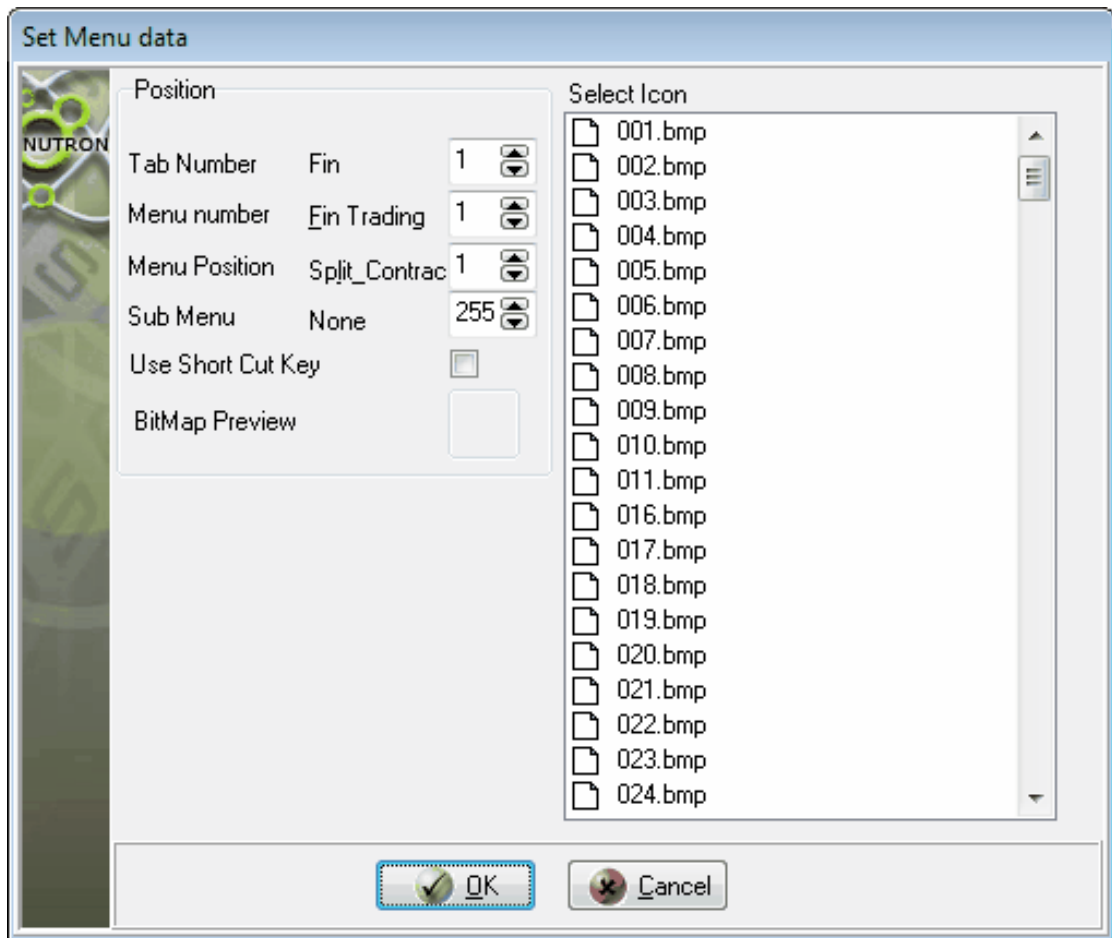 Set Menu data
NUTRON
Position
Tab Number Fin 1
Menu number Fin Trading 1
Menu Position Split_Contrac 1
Sub Menu None 255
Use Short Cut Key
BitMap Preview
Select Icon
001.bmp
002.bmp
003.bmp
004.bmp
005.bmp
006.bmp
007.bmp
008.bmp
009.bmp
010.bmp
011.bmp
016.bmp
017.bmp
018.bmp
019.bmp
020.bmp
021.bmp
022.bmp
023.bmp
024.bmp
OK Cancel